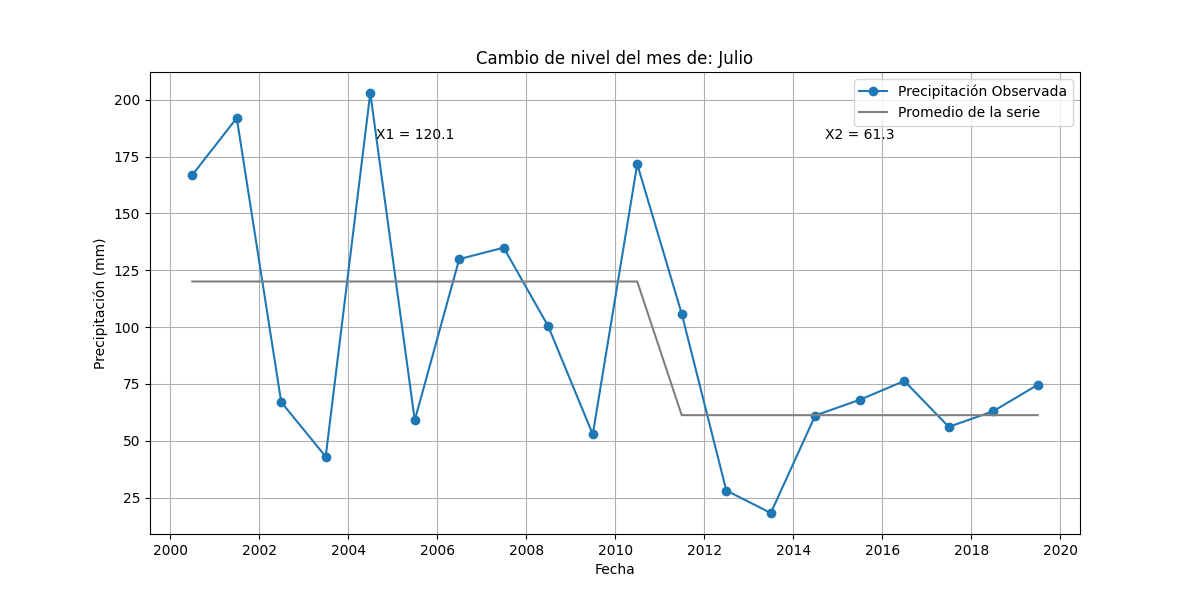 Cambio de nivel del mes de: Julio
Precipitación Observada
Promedio de la serie
X1 = 120.1
X2 = 61.3
Precipitación (mm)
200
175
150
125
100
75
50
25
2000 2002 2004 2006 2008 2010 2012 2014 2016 2018 2020
Fecha